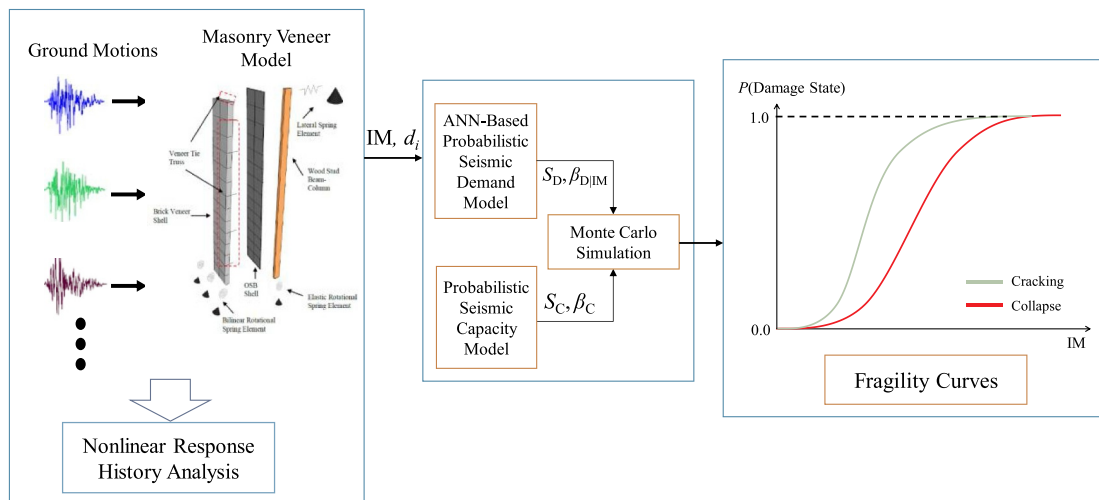 Ground Motions
Masonry Veneer
Model
Lateral Spring
Element
Veneer Tie
Truss
Wood Stud
Beam-
Column
Brick Veneer
Shell
OSB
Shell
Elastic Rotational
Spring Element
Bilinear Rotational
Spring Element
Nonlinear Response
History Analysis
IM, dᵢ
ANN-Based
Probabilistic
Seismic
Demand
Model
S_D, β_D|IM
Monte Carlo
Simulation
Probabilistic
Seismic
Capacity
Model
S_C, β_C
P(Damage State)
1.0
Cracking
Collapse
0.0
IM
Fragility Curves